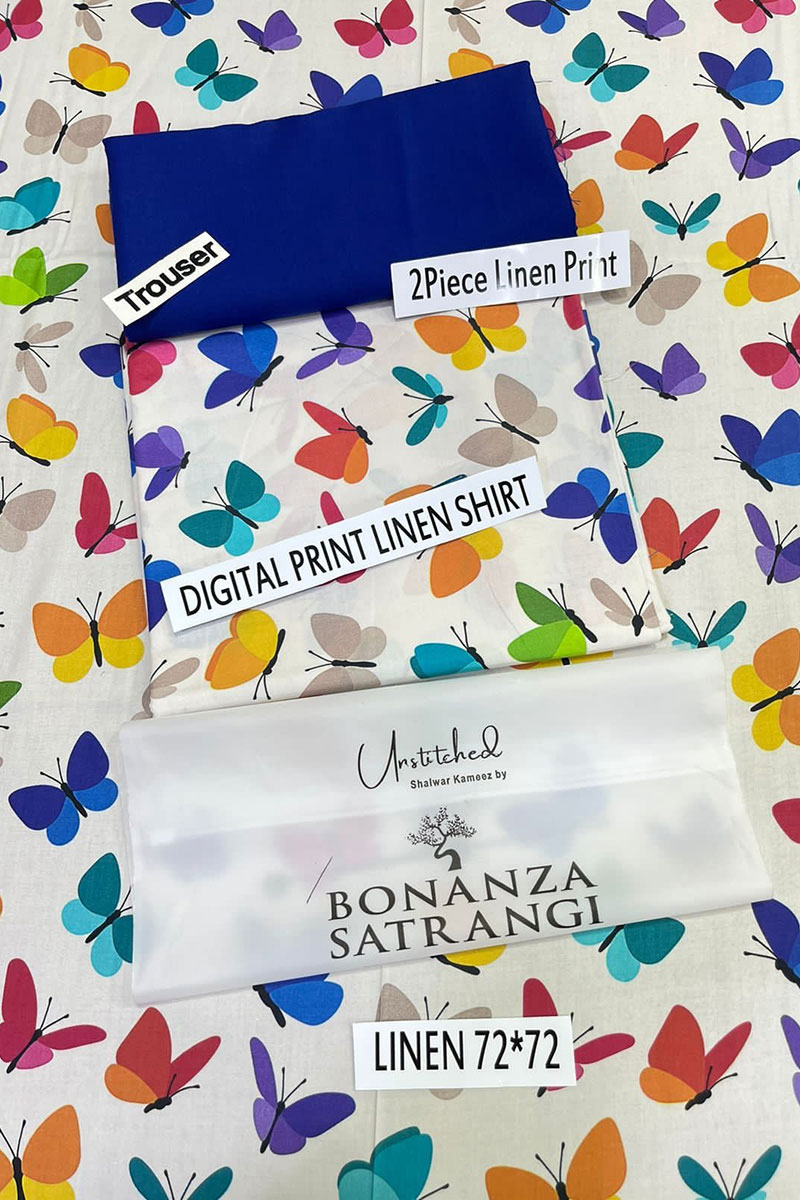 Trouser
2Piece Linen Print
DIGITAL PRINT LINEN SHIRT
Unstitched
Shalwar Kameez by
BONANZA
SATRANGI
LINEN 72*72